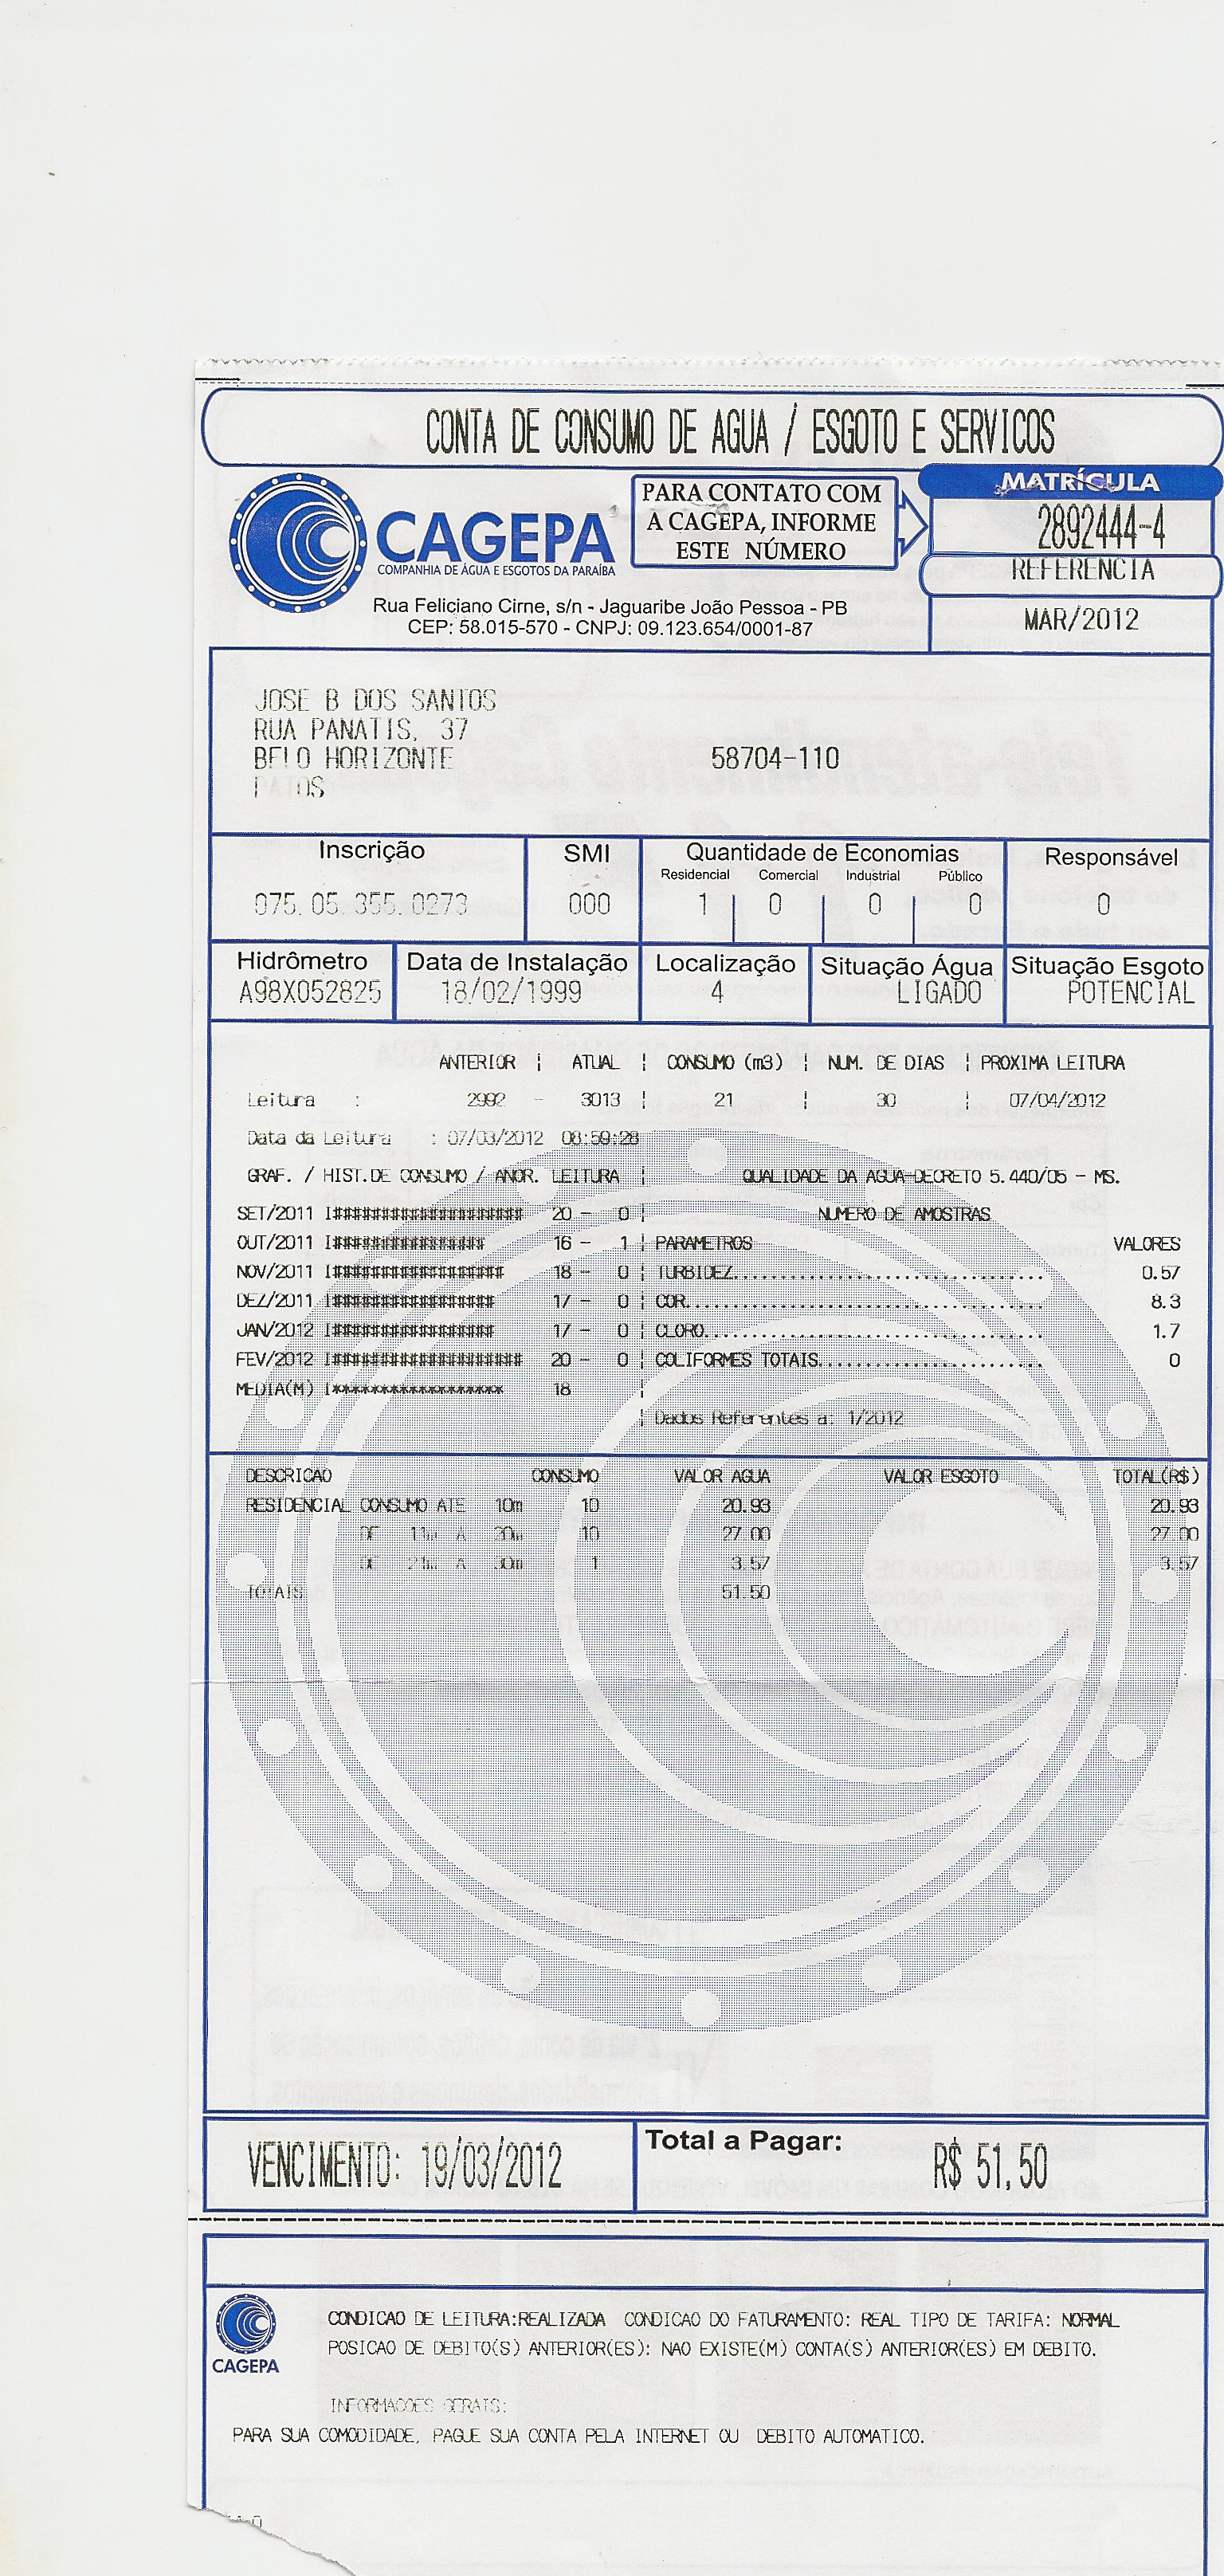 CONTA DE CONSUMO DE AGUA / ESGOTO E SERVICOS
CAGEPA
COMPANHIA DE ÁGUA E ESGOTOS DA PARAÍBA
PARA CONTATO COM
A CAGEPA, INFORME
ESTE NÚMERO
MATRÍCULA
2892444-4
REFERENCIA
MAR/2012
Rua Feliciano Cirne, s/n - Jaguaribe João Pessoa - PB
CEP: 58.015-570 - CNPJ: 09.123.654/0001-87
JOSE B DOS SANTOS
RUA PANATIS, 37
BELO HORIZONTE 58704-110
PATOS
Inscrição SMI Quantidade de Economias Responsável
Residencial Comercial Industrial Público
075.05.355.0273 000 1 0 0 0 0
Hidrômetro Data de Instalação Localização Situação Água Situação Esgoto
A98X052825 18/02/1999 4 LIGADO POTENCIAL
ANTERIOR | ATUAL | CONSUMO (m3) | NUM. DE DIAS | PROXIMA LEITURA
Leitura : 2992 - 3013 | 21 | 30 | 07/04/2012
Data da Leitura : 07/03/2012 08:59:28
GRAF. / HIST.DE CONSUMO / ANOR. LEITURA | QUALIDADE DA AGUA-DECRETO 5.440/05 - MS.
SET/2011 I#################### 20 - 0 | NUMERO DE AMOSTRAS
OUT/2011 I################ 16 - 1 | PARAMETROS VALORES
NOV/2011 I################## 18 - 0 | TURBIDEZ................................. 0.57
DEZ/2011 I################# 17 - 0 | COR...................................... 8.3
JAN/2012 I################# 17 - 0 | CLORO.................................... 1.7
FEV/2012 I#################### 20 - 0 | COLIFORMES TOTAIS........................ 0
MEDIA(M) I****************** 18 |
| Dados Referentes a: 1/2012
DESCRICAO CONSUMO VALOR AGUA VALOR ESGOTO TOTAL(R$)
RESIDENCIAL CONSUMO ATE 10m 10 20.93 20.93
DE 11m A 20m 10 27.00 27.00
DE 21m A 30m 1 3.57 3.57
TOTAIS 51.50
VENCIMENTO: 19/03/2012 Total a Pagar: R$ 51,50
CAGEPA
CONDICAO DE LEITURA:REALIZADA CONDICAO DO FATURAMENTO: REAL TIPO DE TARIFA: NORMAL
POSICAO DE DEBITO(S) ANTERIOR(ES): NAO EXISTE(M) CONTA(S) ANTERIOR(ES) EM DEBITO.
INFORMACOES GERAIS:
PARA SUA COMODIDADE, PAGUE SUA CONTA PELA INTERNET OU DEBITO AUTOMATICO.